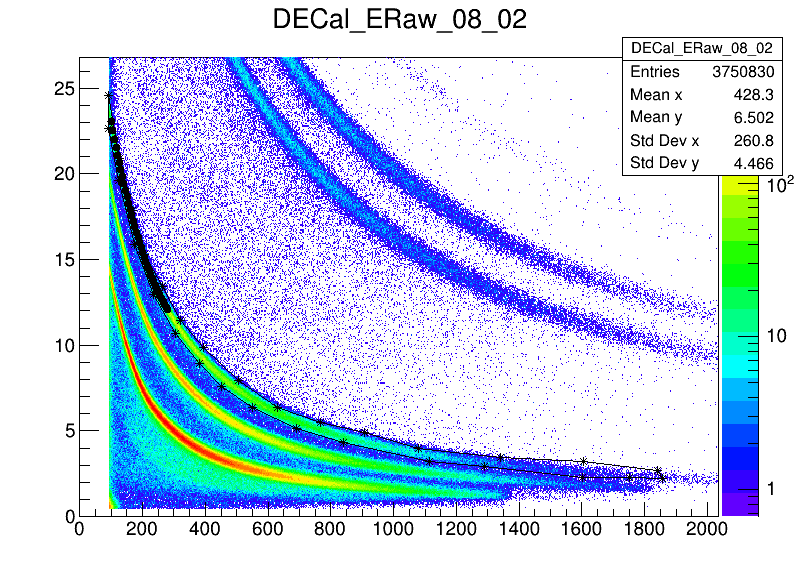 DECal_ERaw_08_02
DECal_ERaw_08_02
Entries 3750830
Mean x 428.3
Mean y 6.502
Std Dev x 260.8
Std Dev y 4.466
25
20
15
10
5
0
0 200 400 600 800 1000 1200 1400 1600 1800 2000
10²
10
1